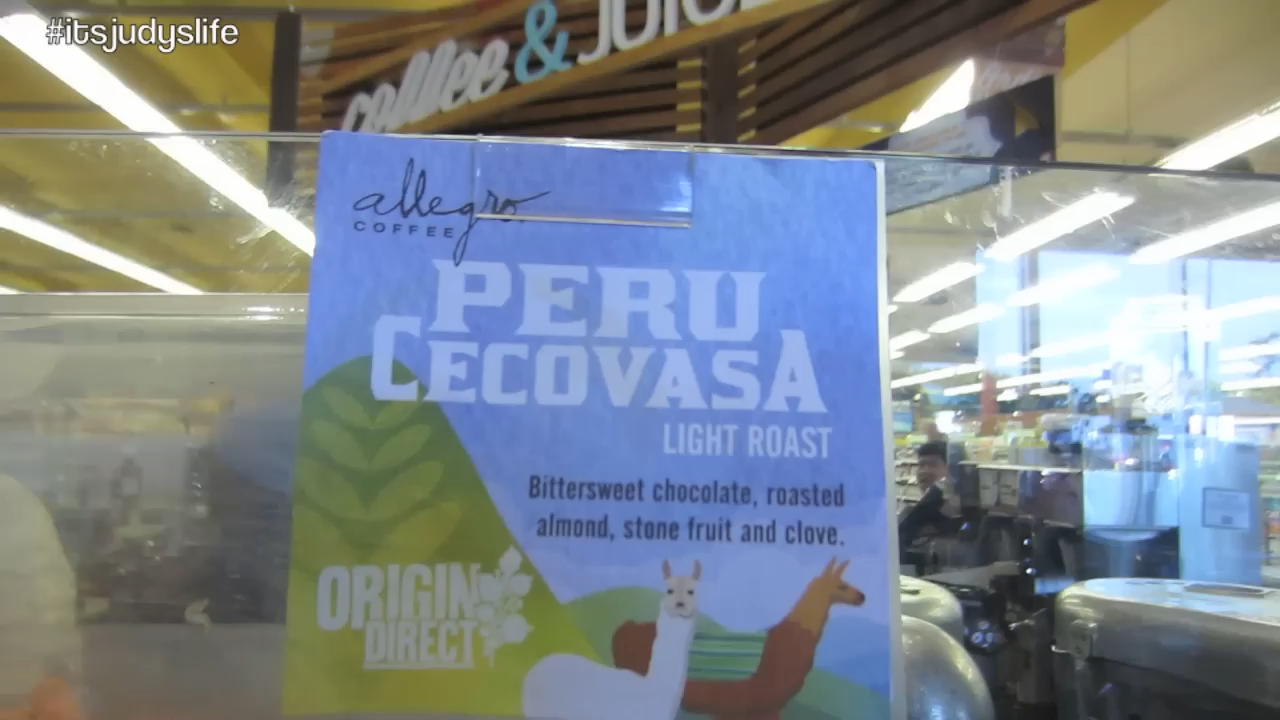 #itsjudyslife
coffee & JUICE
allegro
COFFEE
PERU
CECOVASA
LIGHT ROAST
Bittersweet chocolate, roasted
almond, stone fruit and clove.
ORIGIN
DIRECT